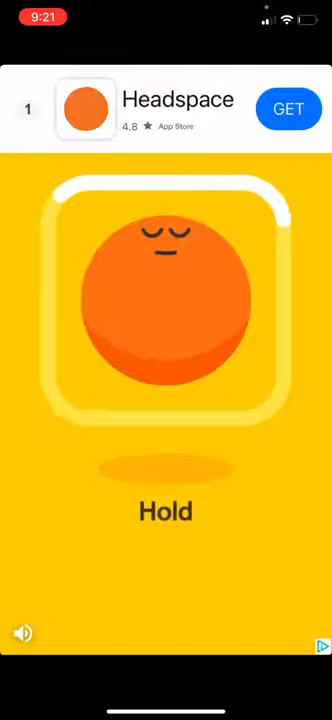 9:21
1
Headspace
4.8 ★ App Store
GET
Hold